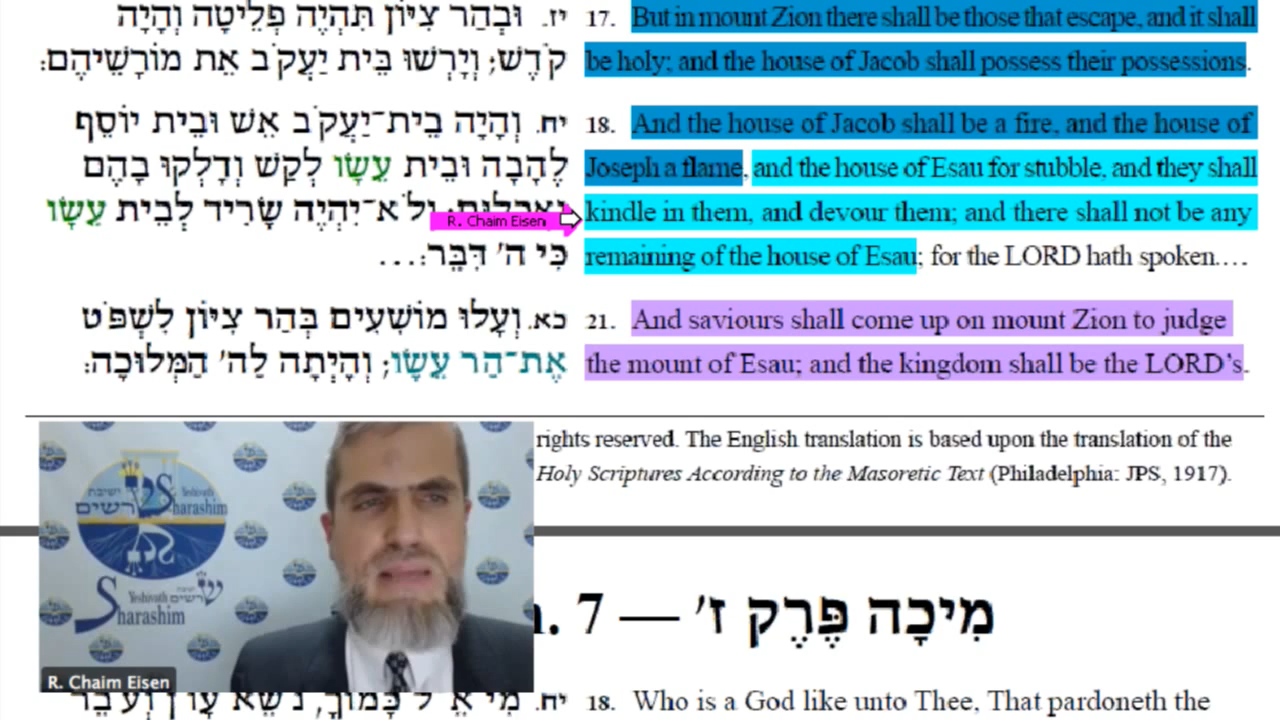 יז. וּבְהַר צִיּוֹן תִּהְיֶה פְלֵיטָה וְהָיָה
קֹדֶשׁ; וְיָרְשׁוּ בֵּית יַעֲקֹב אֵת מוֹרָשֵׁיהֶם:
17. But in mount Zion there shall be those that escape, and it shall
be holy; and the house of Jacob shall possess their possessions.
יח. וְהָיָה בֵית־יַעֲקֹב אֵשׁ וּבֵית יוֹסֵף
לֶהָבָה וּבֵית עֵשָׂו לְקַשׁ וְדָלְקוּ בָהֶם
וְלֹא־יִהְיֶה שָׂרִיד לְבֵית עֵשָׂו
כִּי ה' דִּבֵּר:...
18. And the house of Jacob shall be a fire, and the house of
Joseph a flame, and the house of Esau for stubble, and they shall
kindle in them, and devour them; and there shall not be any
remaining of the house of Esau; for the LORD hath spoken....
R. Chaim Eisen
כא. וְעָלוּ מוֹשִׁעִים בְּהַר צִיּוֹן לִשְׁפֹּט
אֶת־הַר עֵשָׂו; וְהָיְתָה לַה' הַמְּלוּכָה:
21. And saviours shall come up on mount Zion to judge
the mount of Esau; and the kingdom shall be the LORD's.
rights reserved. The English translation is based upon the translation of the
Holy Scriptures According to the Masoretic Text (Philadelphia: JPS, 1917).
ישיבת
שרשים
Yeshivath
Sharashim
Yeshivath ישיבת שרשים
Sharashim
R. Chaim Eisen
7 — מִיכָה פֶּרֶק ז'
יח. מִי אֵ־ל כָּמוֹךָ, נֹשֵׂא עָו‍ֹן וְעֹבֵר
18. Who is a God like unto Thee, That pardoneth the